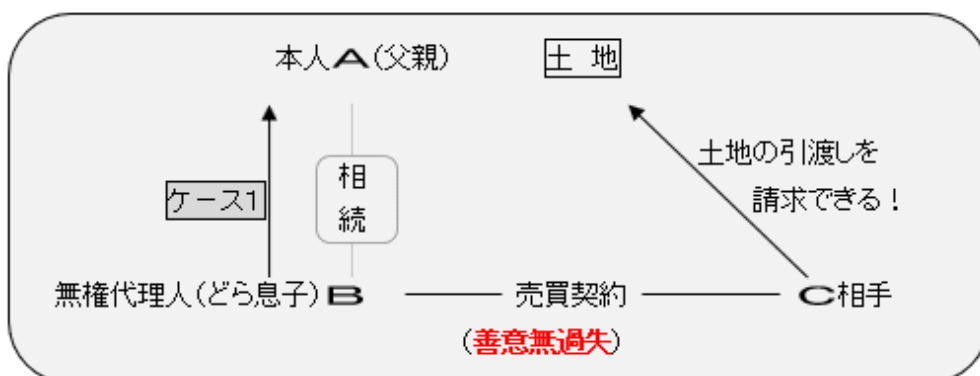 本人A(父親) 土 地
土地の引渡しを
相
続
ケース1
請求できる！
無権代理人(どら息子)B 売買契約 C相手
(善意無過失)